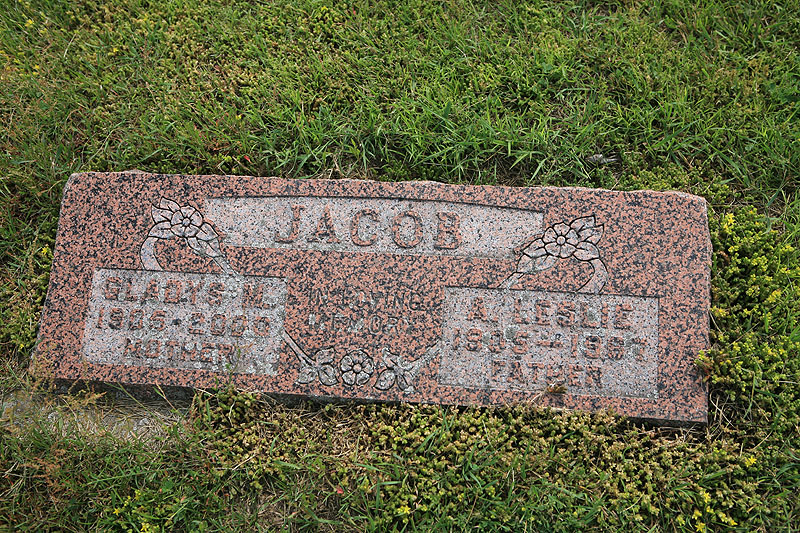 JACOB
GLADYS M.
MOTHER
IN LOVING
MEMORY
A. LESLIE
FATHER